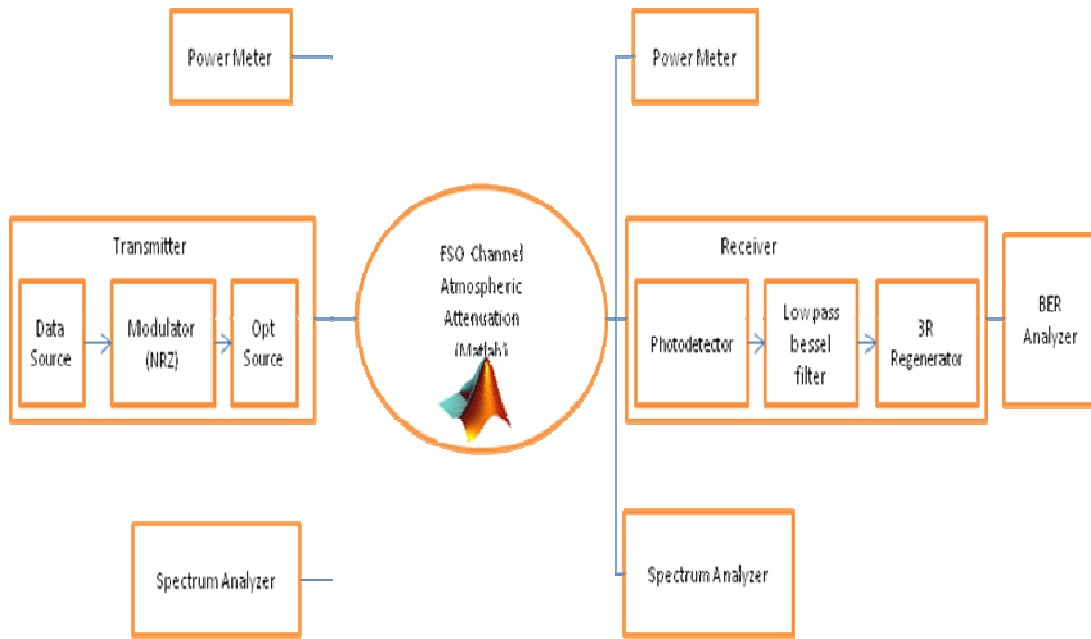 Power Meter
Power Meter
Transmitter
Data
Source
Modulator
(NRZ)
Opt
Source
FSO Channel
Atmospheric
Attenuation
(Matlab)
Receiver
Photodetector
Low pass
bessel
filter
3R
Regenerator
BER
Analyzer
Spectrum Analyzer
Spectrum Analyzer